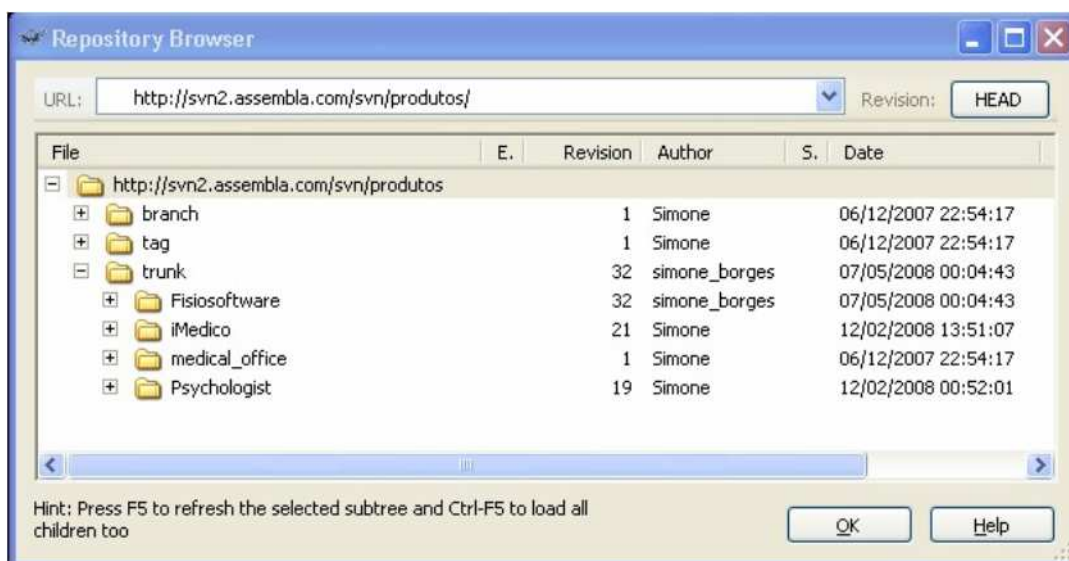 Repository Browser
URL: http://svn2.assembla.com/svn/produtos/ Revision: HEAD
File E. Revision Author S. Date
http://svn2.assembla.com/svn/produtos
branch 1 Simone 06/12/2007 22:54:17
tag 1 Simone 06/12/2007 22:54:17
trunk 32 simone_borges 07/05/2008 00:04:43
Fisiosoftware 32 simone_borges 07/05/2008 00:04:43
iMedico 21 Simone 12/02/2008 13:51:07
medical_office 1 Simone 06/12/2007 22:54:17
Psychologist 19 Simone 12/02/2008 00:52:01
Hint: Press F5 to refresh the selected subtree and Ctrl-F5 to load all
children too
OK Help